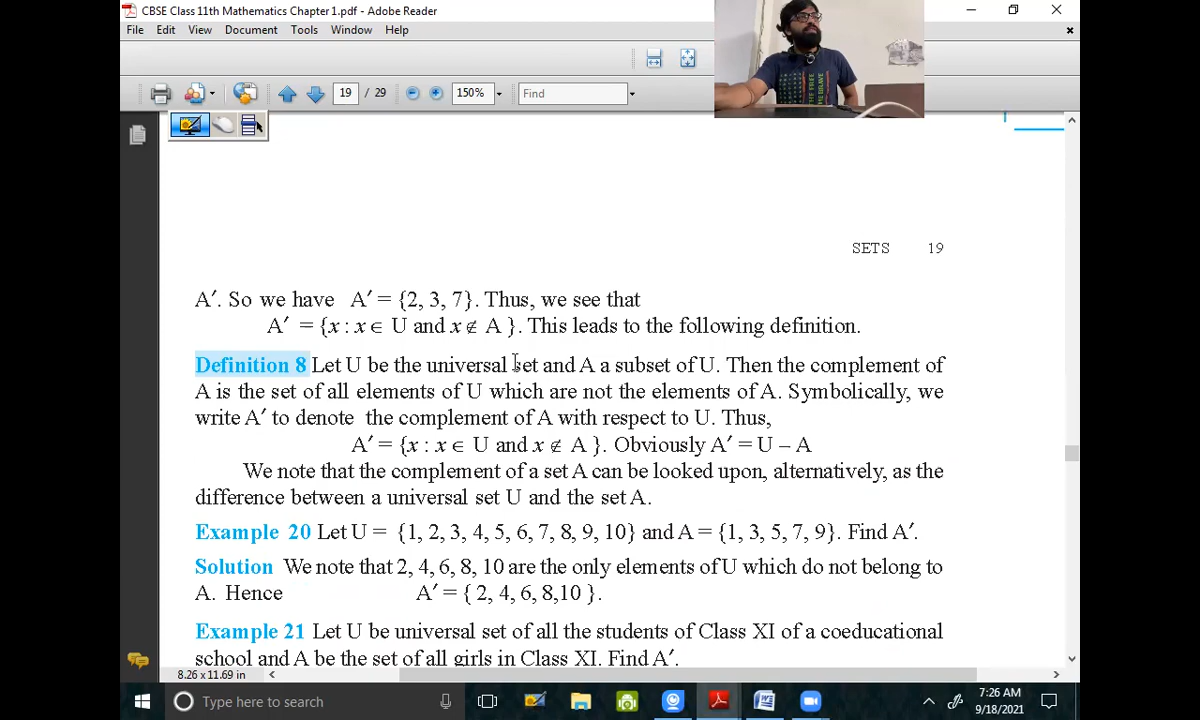 CBSE Class 11th Mathematics Chapter 1.pdf - Adobe Reader
File Edit View Document Tools Window Help
19 / 29 150% Find
SETS 19
A′. So we have A′ = {2, 3, 7}. Thus, we see that
A′ = {x : x ∈ U and x ∉ A }. This leads to the following definition.
Definition 8 Let U be the universal set and A a subset of U. Then the complement of
A is the set of all elements of U which are not the elements of A. Symbolically, we
write A′ to denote the complement of A with respect to U. Thus,
A′ = {x : x ∈ U and x ∉ A }. Obviously A′ = U – A
We note that the complement of a set A can be looked upon, alternatively, as the
difference between a universal set U and the set A.
Example 20 Let U = {1, 2, 3, 4, 5, 6, 7, 8, 9, 10} and A = {1, 3, 5, 7, 9}. Find A′.
Solution We note that 2, 4, 6, 8, 10 are the only elements of U which do not belong to
A. Hence A′ = { 2, 4, 6, 8,10 }.
Example 21 Let U be universal set of all the students of Class XI of a coeducational
school and A be the set of all girls in Class XI. Find A′.
8.26 x 11.69 in
Type here to search
7:26 AM
9/18/2021